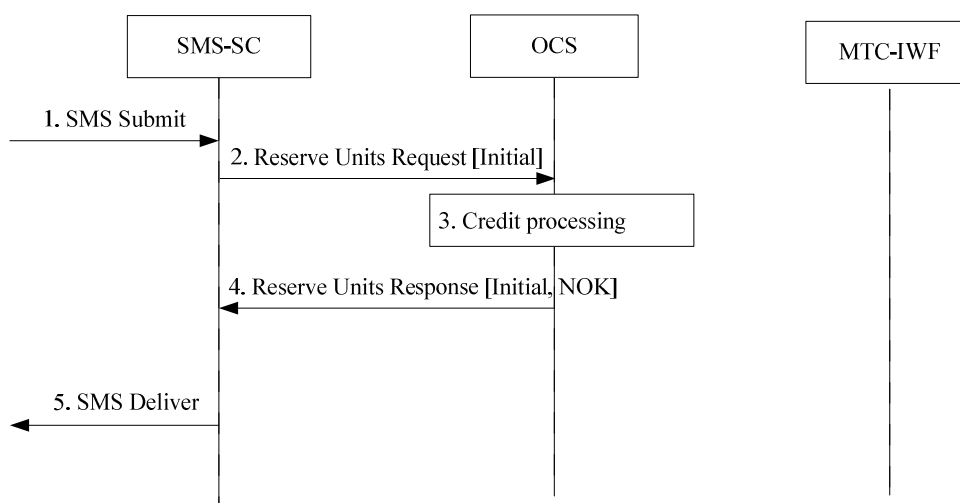 SMS-SC
OCS
MTC-IWF
1. SMS Submit
2. Reserve Units Request [Initial]
3. Credit processing
4. Reserve Units Response [Initial, NOK]
5. SMS Deliver